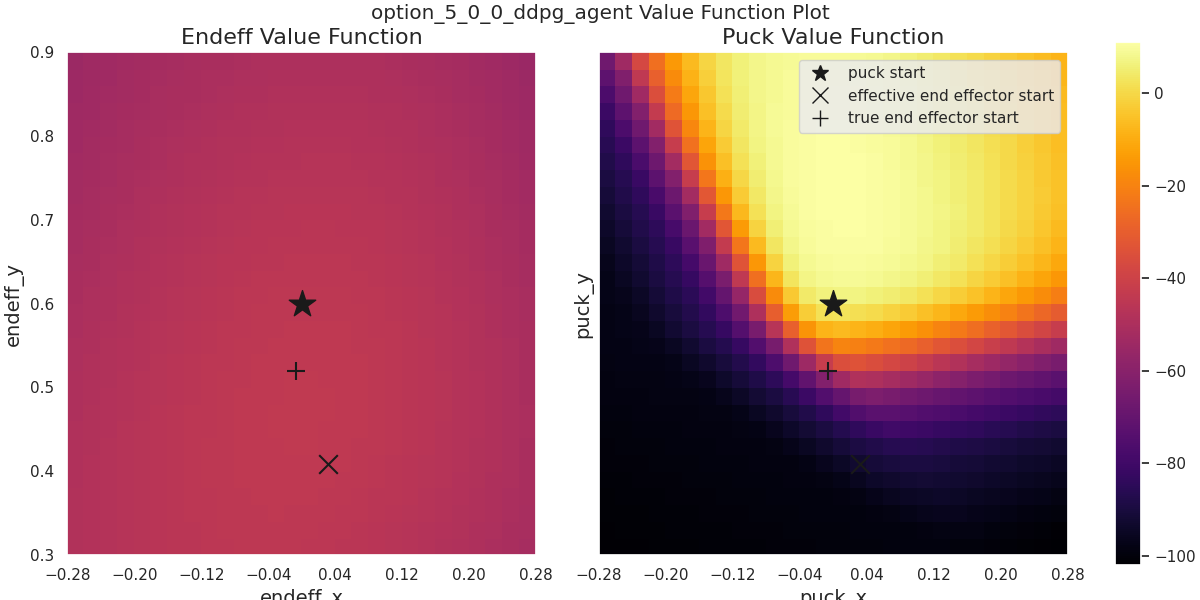 option_5_0_0_ddpg_agent Value Function Plot
Endeff Value Function
Puck Value Function
0.9
0.8
0.7
0.6
0.5
0.4
0.3
endeff_y
−0.28 −0.20 −0.12 −0.04 0.04 0.12 0.20 0.28
endeff_x
puck start
effective end effector start
true end effector start
puck_y
−0.28 −0.20 −0.12 −0.04 0.04 0.12 0.20 0.28
puck_x
0
−20
−40
−60
−80
−100